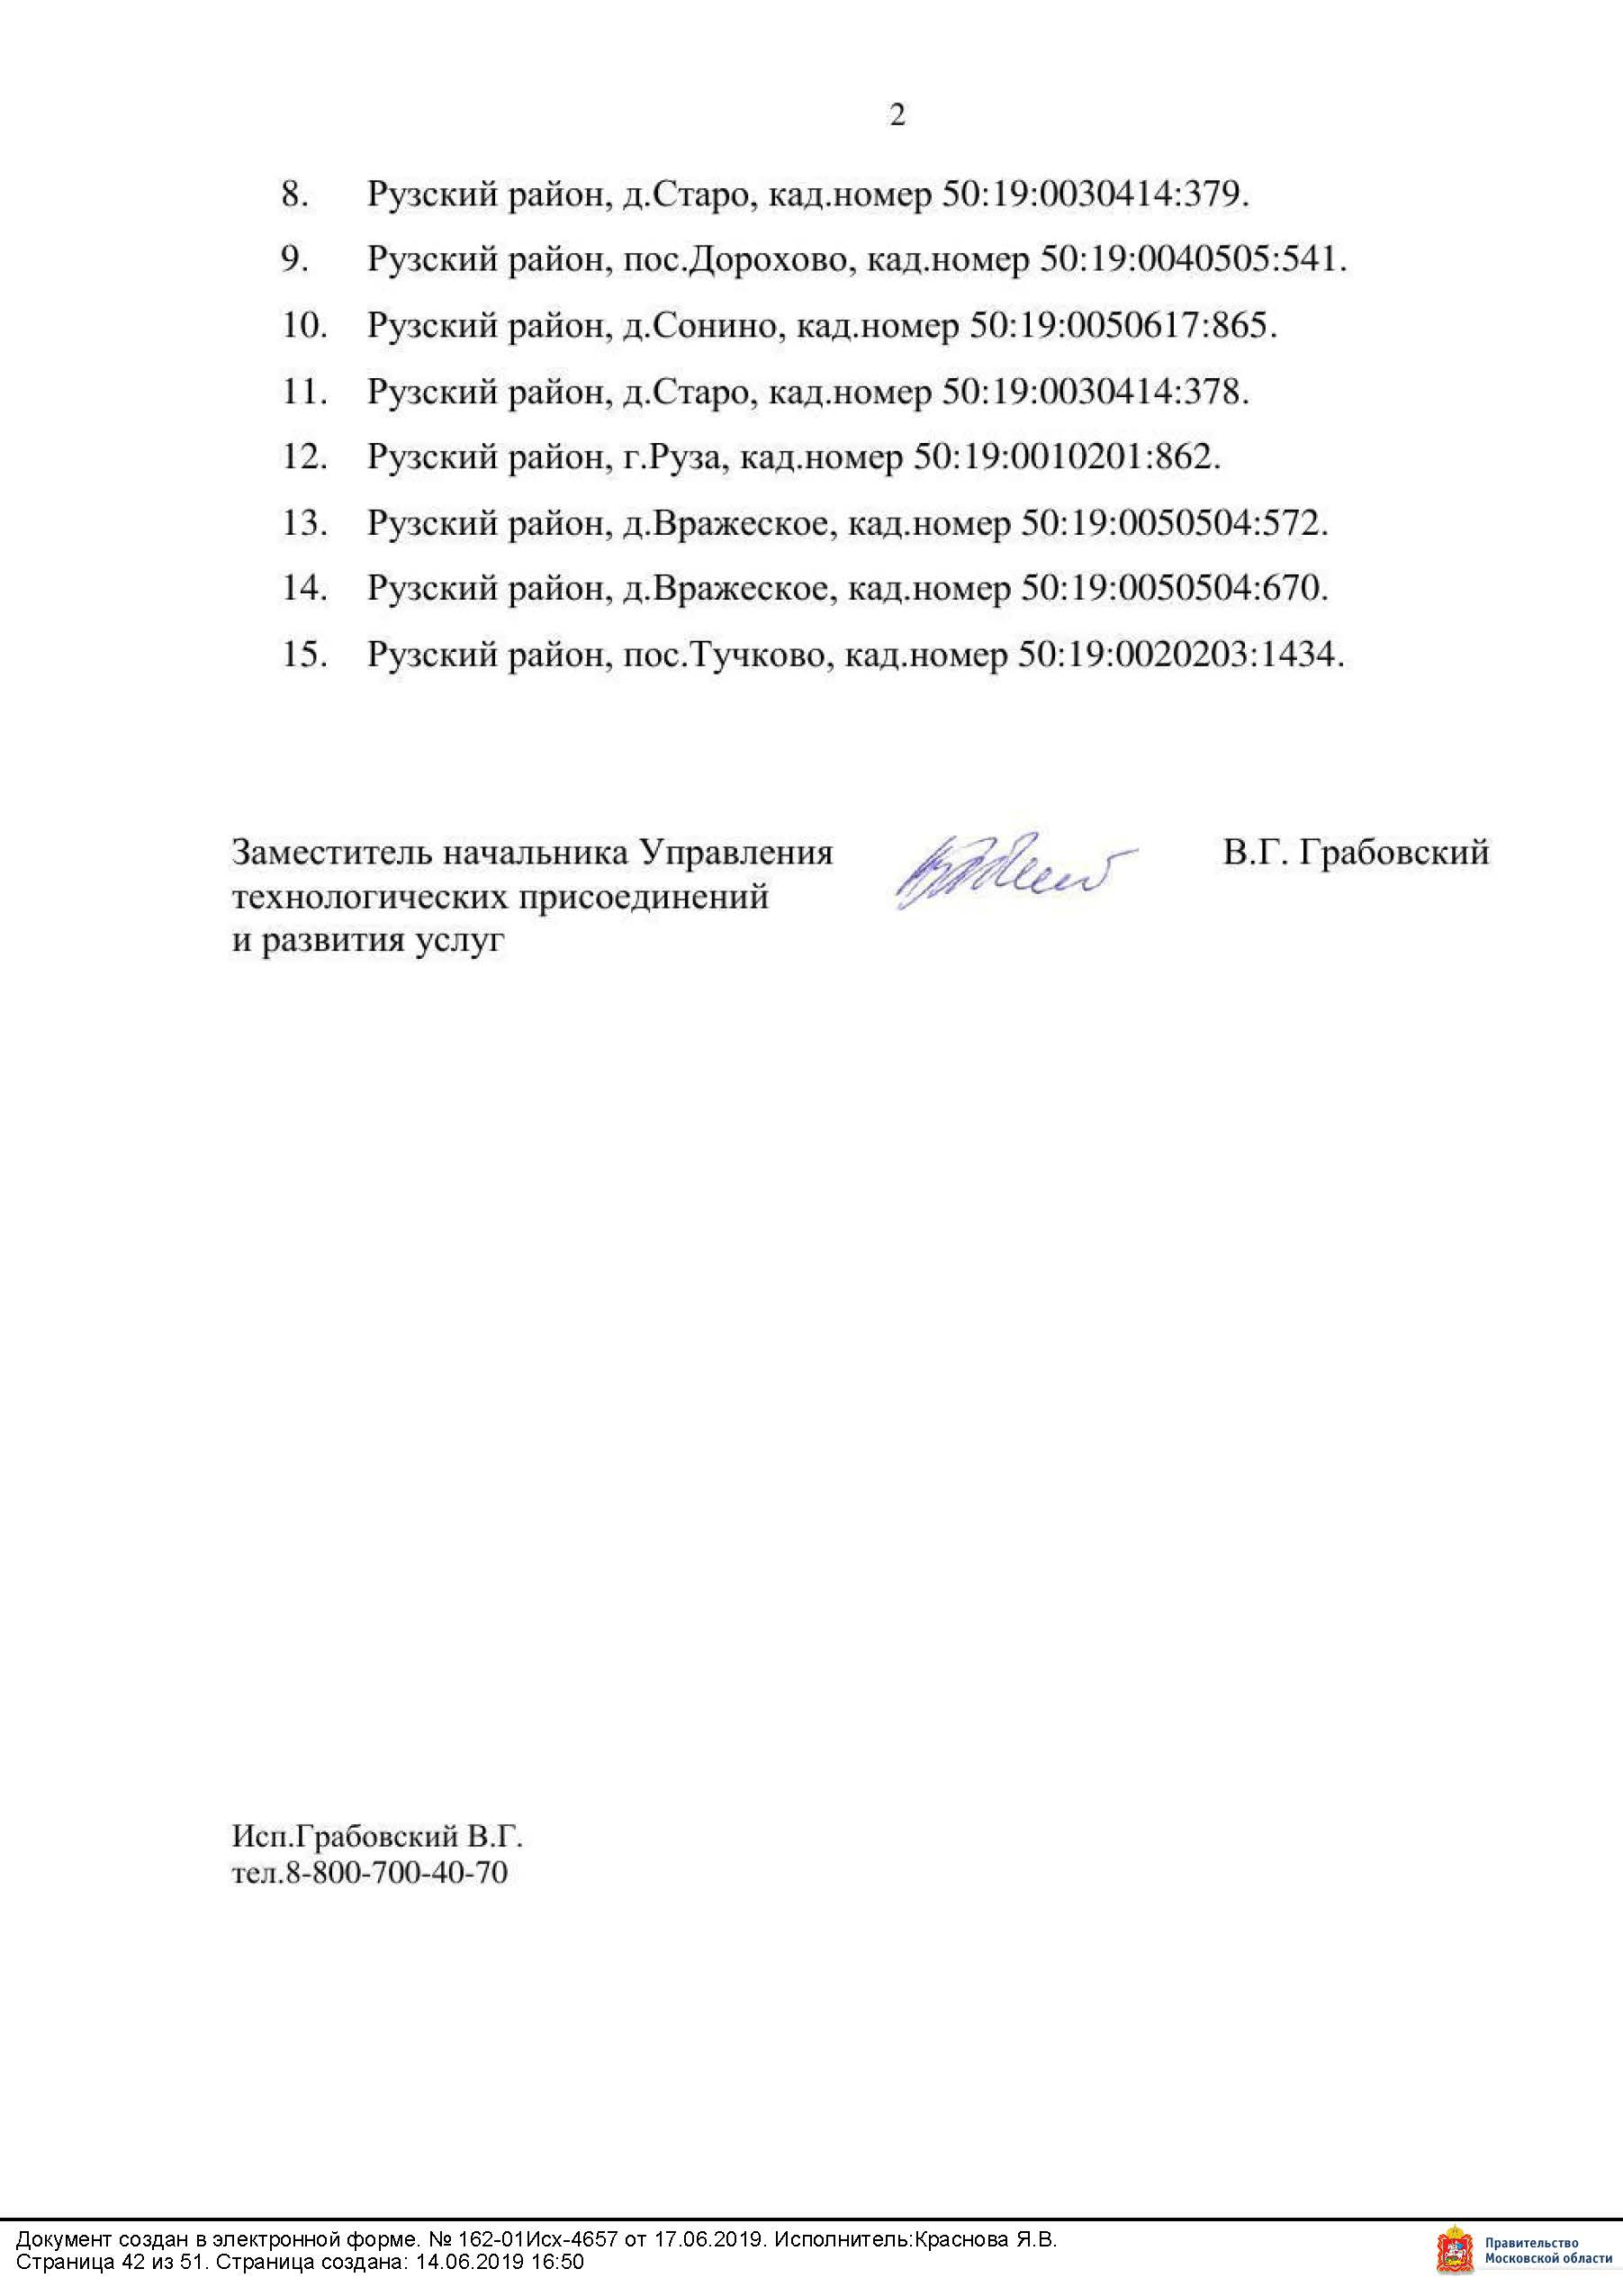 2
8. Рузский район, д.Старо, кад.номер 50:19:0030414:379.
9. Рузский район, пос.Дорохово, кад.номер 50:19:0040505:541.
10. Рузский район, д.Сонино, кад.номер 50:19:0050617:865.
11. Рузский район, д.Старо, кад.номер 50:19:0030414:378.
12. Рузский район, г.Руза, кад.номер 50:19:0010201:862.
13. Рузский район, д.Вражеское, кад.номер 50:19:0050504:572.
14. Рузский район, д.Вражеское, кад.номер 50:19:0050504:670.
15. Рузский район, пос.Тучково, кад.номер 50:19:0020203:1434.
Заместитель начальника Управления В.Г. Грабовский
технологических присоединений
и развития услуг
Исп.Грабовский В.Г.
тел.8-800-700-40-70
Документ создан в электронной форме. № 162-01Исх-4657 от 17.06.2019. Исполнитель:Краснова Я.В.
Страница 42 из 51. Страница создана: 14.06.2019 16:50
Правительство
Московской области